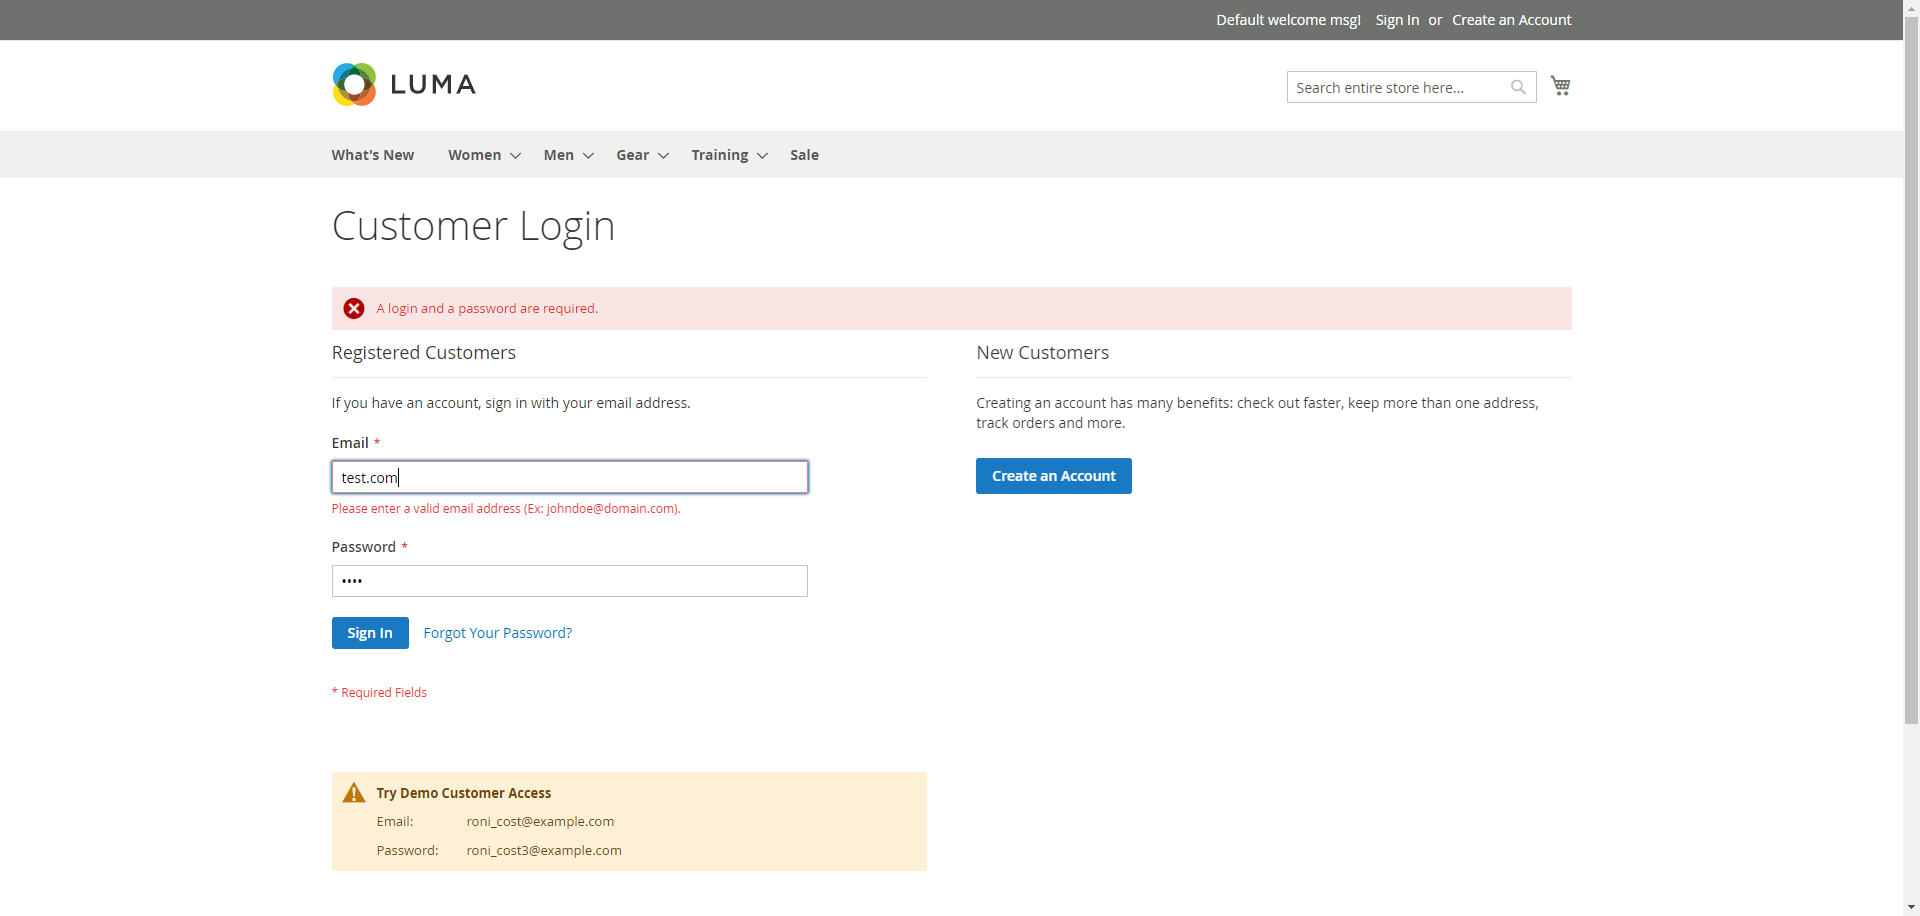 Default welcome msg! Sign In or Create an Account
LUMA
Search entire store here...
What's New Women Men Gear Training Sale
Customer Login
A login and a password are required.
Registered Customers
If you have an account, sign in with your email address.
Email *
test.com
Please enter a valid email address (Ex: johndoe@domain.com).
Password *
••••
Sign In Forgot Your Password?
* Required Fields
New Customers
Creating an account has many benefits: check out faster, keep more than one address,
track orders and more.
Create an Account
Try Demo Customer Access
Email: roni_cost@example.com
Password: roni_cost3@example.com